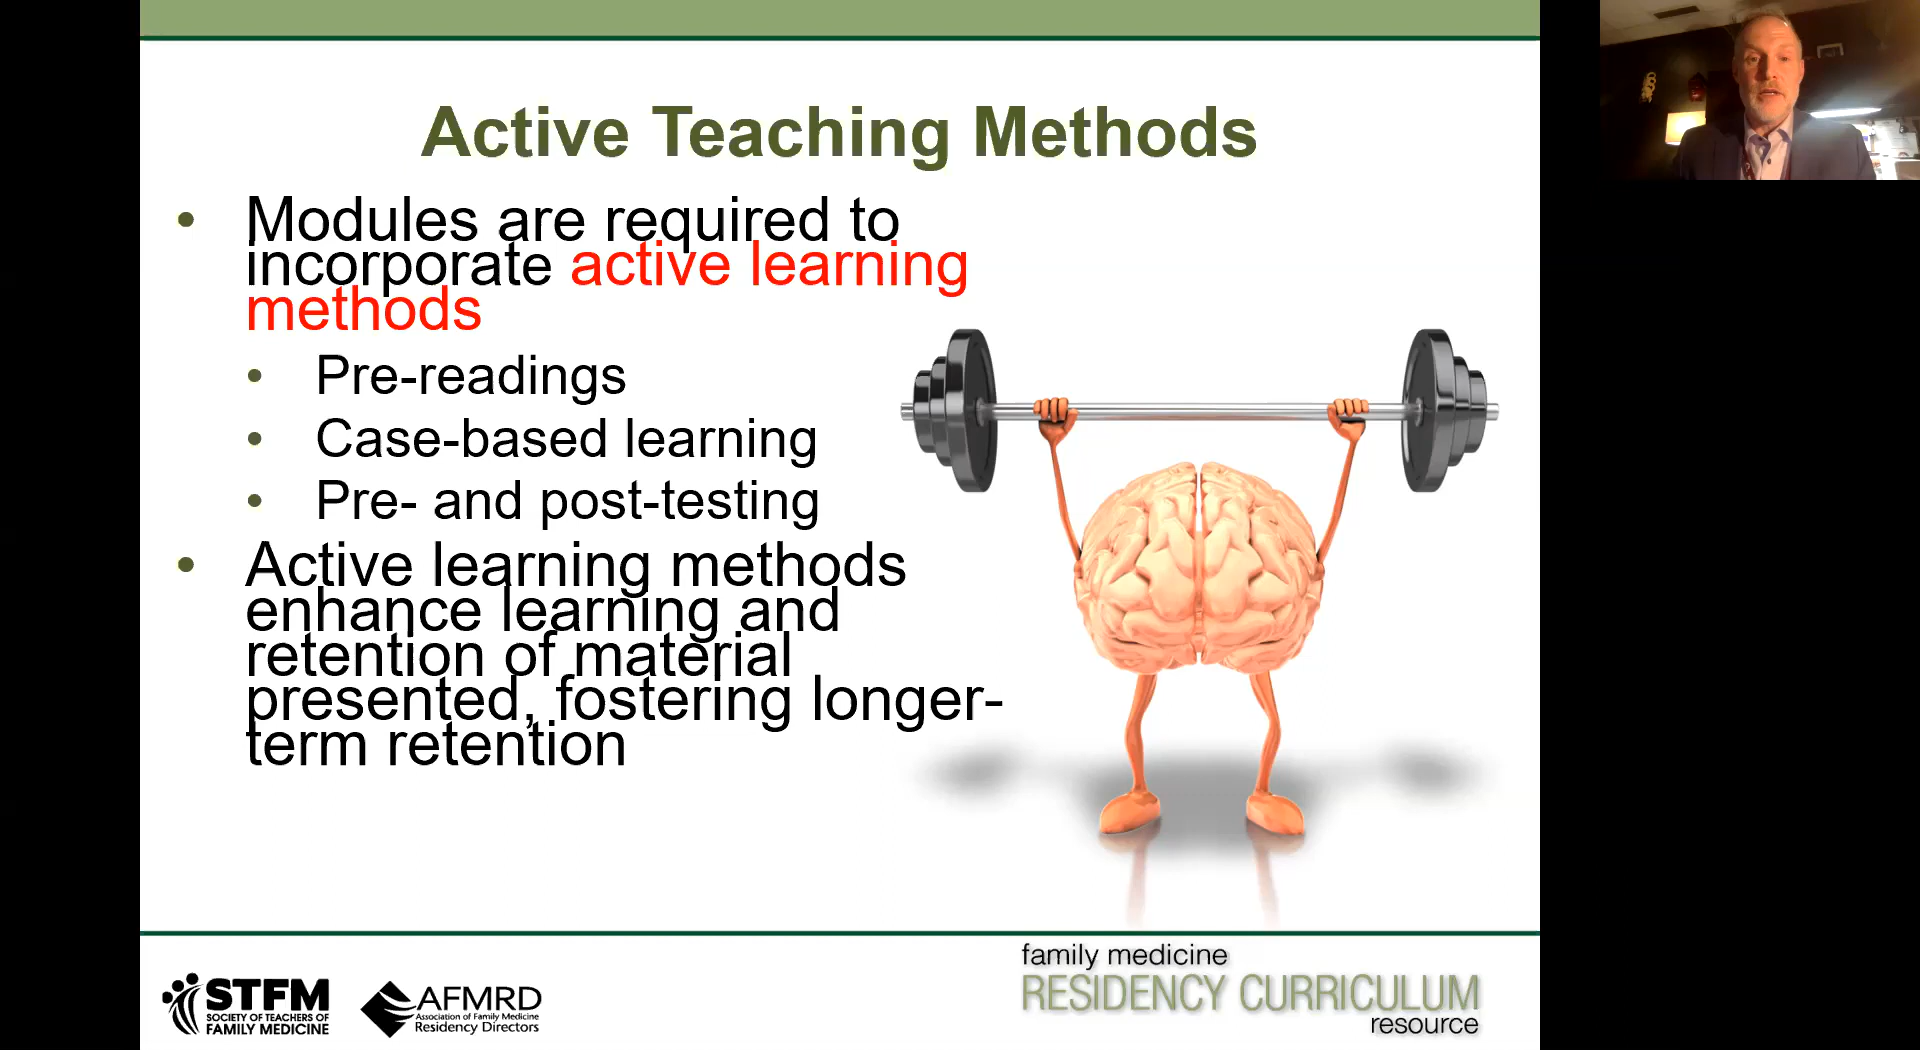 Active Teaching Methods
• Modules are required to
incorporate active learning
methods
• Pre-readings
• Case-based learning
• Pre- and post-testing
• Active learning methods
enhance learning and
retention of material
presented, fostering longer-
term retention
STFM
SOCIETY OF TEACHERS OF
FAMILY MEDICINE
AFMRD
Association of Family Medicine
Residency Directors
family medicine
RESIDENCY CURRICULUM
resource